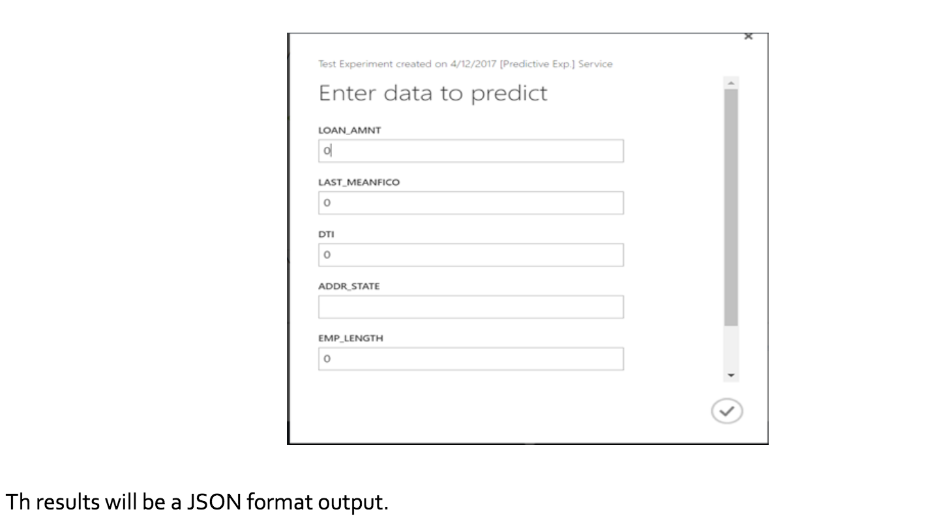 Test Experiment created on 4/12/2017 [Predictive Exp.] Service
Enter data to predict
LOAN_AMNT
0
LAST_MEANFICO
0
DTI
0
ADDR_STATE
EMP_LENGTH
0
Th results will be a JSON format output.